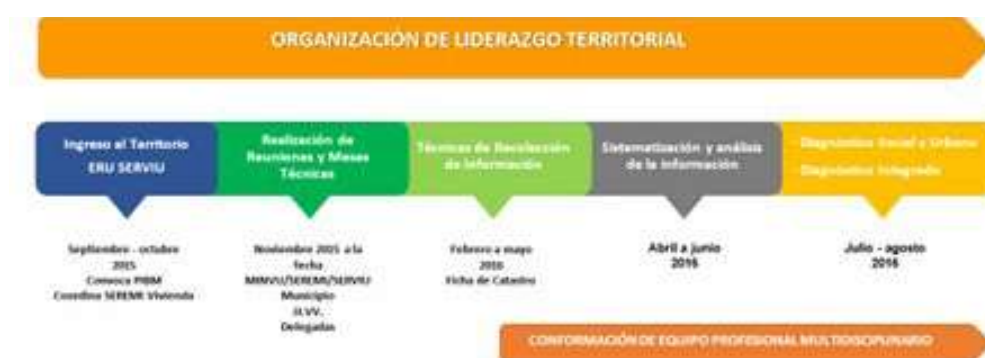 ORGANIZACIÓN DE LIDERAZGO TERRITORIAL
Ingreso al Territorio
ERU SERVIU
Realización de
Reuniones y Mesas
Técnicas
Técnicas de Recolección
de Información
Sistematización y análisis
de la información
Diagnóstico Social y Urbano
Diagnóstico Integrado
Septiembre - octubre
2015
Convoca PIBM
Coordina SEREMI Vivienda
Noviembre 2015 a la
fecha
MINVU/SEREMI/SERVIU
Municipio
JJ.VV.
Delegadas
Febrero a mayo
2016
Ficha de Catastro
Abril a junio
2016
Julio - agosto
2016
CONFORMACIÓN DE EQUIPO PROFESIONAL MULTIDISCIPLINARIO